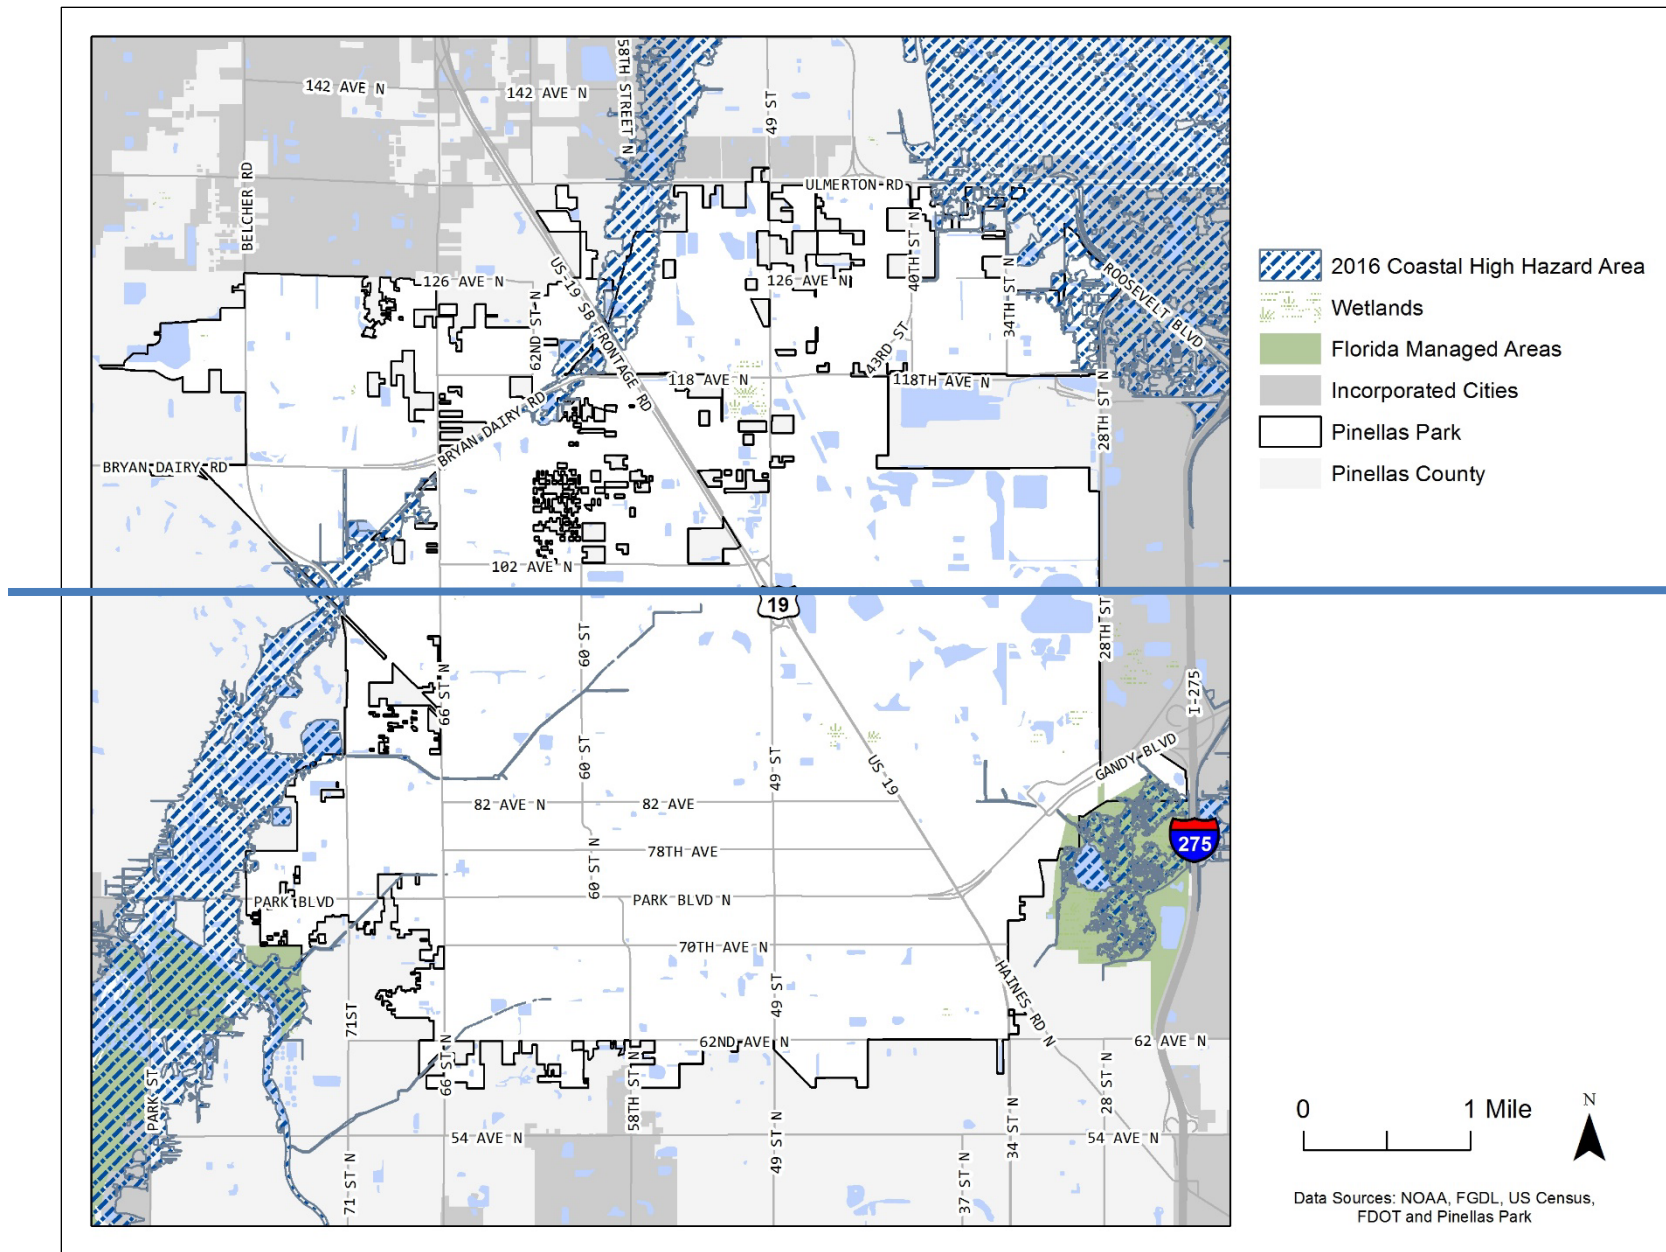 58TH STREET N
142 AVE N
142 AVE N
49 ST
BELCHER RD
ULMERTON RD
40TH ST N
126 AVE N
US-19 SB FRONTAGE RD
126 AVE N
34TH ST N
ROOSEVELT BLVD
62ND ST N
43RD ST
118 AVE N
118TH AVE N
28TH ST N
BRYAN DAIRY RD
BRYAN DAIRY RD
102 AVE N
19
60 ST
28TH ST
66 ST N
I-275
60 ST
49 ST
US-19
GANDY BLVD
82 AVE N
82 AVE
275
78TH AVE
60 ST N
PARK BLVD
PARK BLVD N
70TH AVE N
HAINES RD N
49 ST
71ST
62ND AVE N
62 AVE N
66 ST N
58TH ST N
28 ST N
PARK ST
54 AVE N
49 ST N
34 ST N
54 AVE N
71 ST N
37 ST N
2016 Coastal High Hazard Area
Wetlands
Florida Managed Areas
Incorporated Cities
Pinellas Park
Pinellas County
0 1 Mile
N
Data Sources: NOAA, FGDL, US Census,
FDOT and Pinellas Park